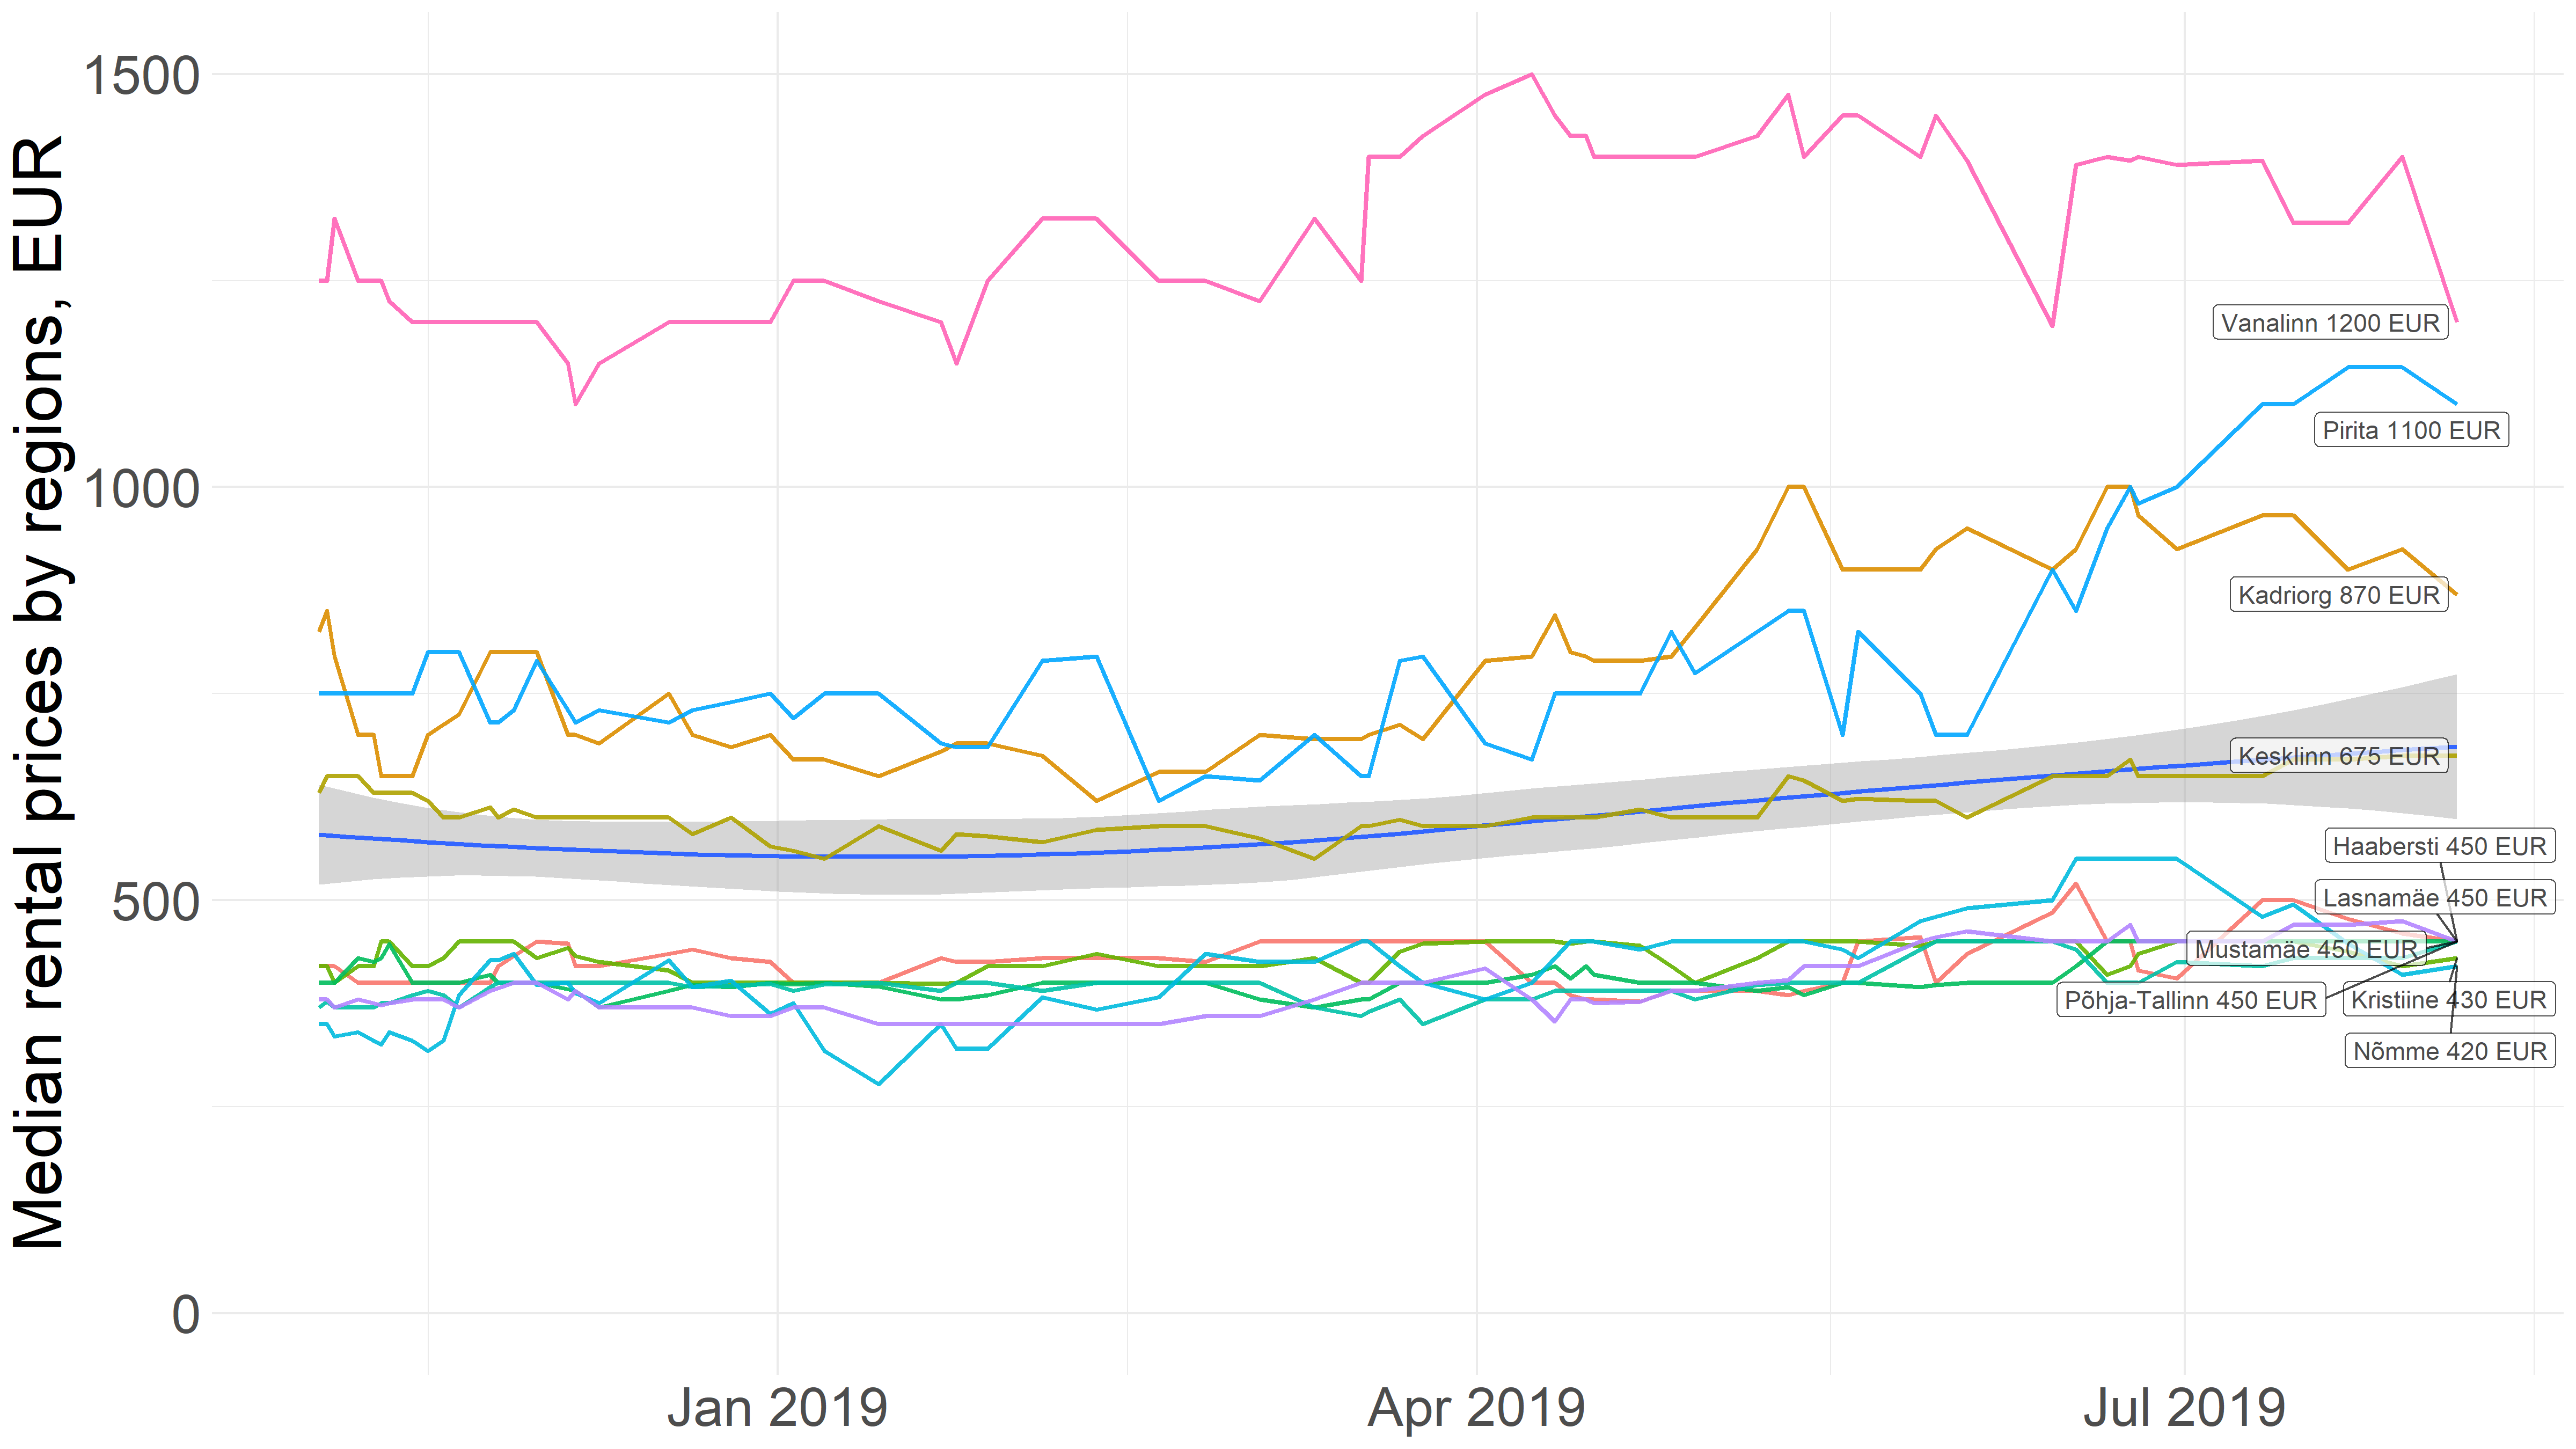 Median rental prices by regions, EUR
1500
1000
500
0
Vanalinn 1200 EUR
Pirita 1100 EUR
Kadriorg 870 EUR
Kesklinn 675 EUR
Haabersti 450 EUR
Lasnamäe 450 EUR
Mustamäe 450 EUR
Põhja-Tallinn 450 EUR
Kristiine 430 EUR
Nõmme 420 EUR
Jan 2019
Apr 2019
Jul 2019